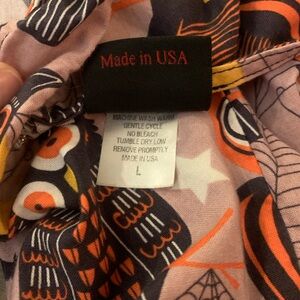 Made in USA
MACHINE WASH WARM
GENTLE CYCLE
NO BLEACH
TUMBLE DRY LOW
REMOVE PROMPTLY
MADE IN USA
L